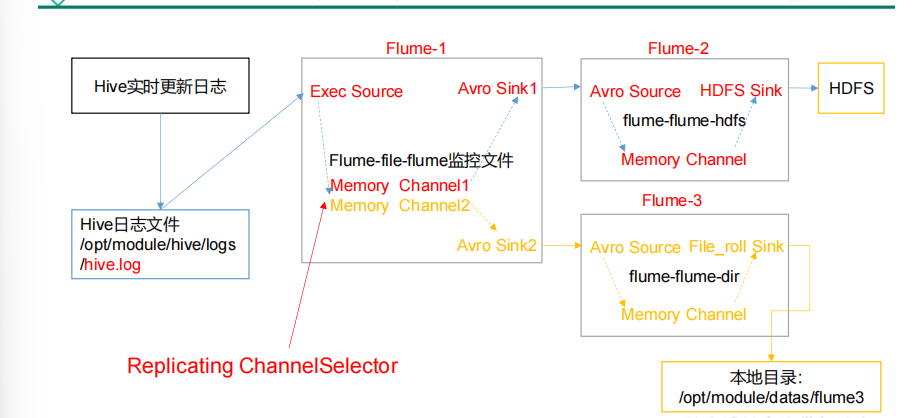 Hive实时更新日志
Hive日志文件
/opt/module/hive/logs
/hive.log
Flume-1
Exec Source
Avro Sink1
Flume-file-flume监控文件
Memory Channel1
Memory Channel2
Avro Sink2
Replicating ChannelSelector
Flume-2
Avro Source
HDFS Sink
flume-flume-hdfs
Memory Channel
HDFS
Flume-3
Avro Source
File_roll Sink
flume-flume-dir
Memory Channel
本地目录：
/opt/module/datas/flume3